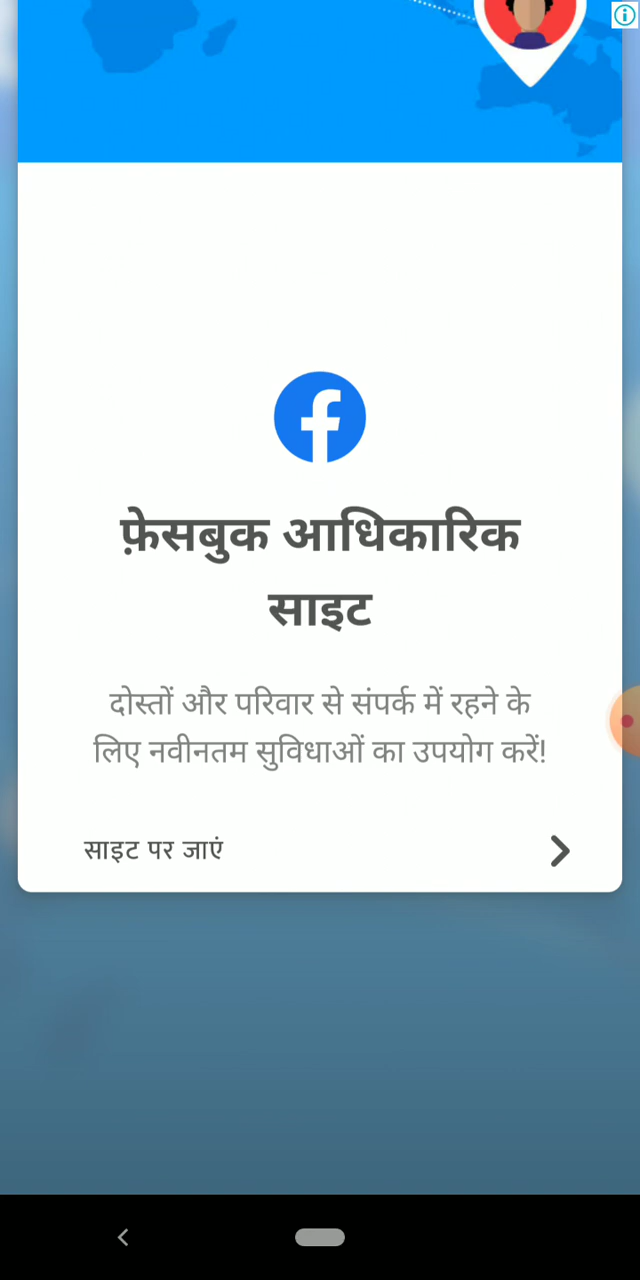 फ़ेसबुक आधिकारिक
साइट
दोस्तों और परिवार से संपर्क में रहने के
लिए नवीनतम सुविधाओं का उपयोग करें!
साइट पर जाएं